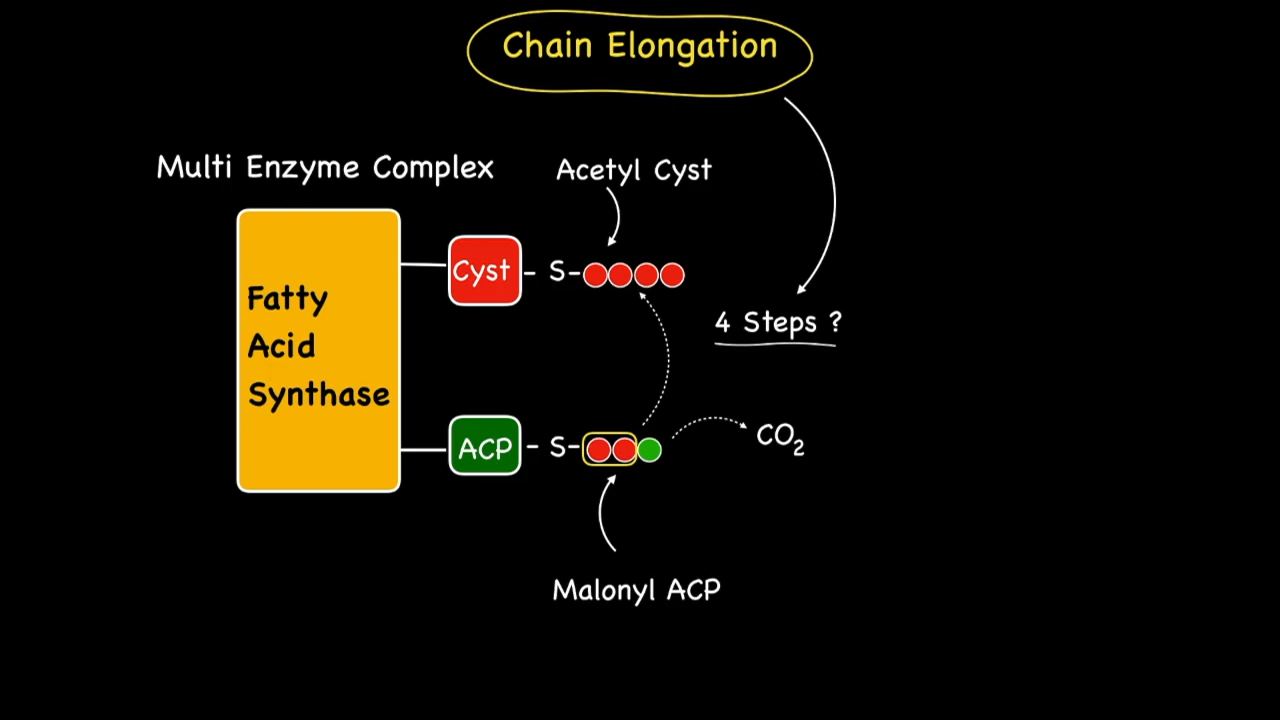 Chain Elongation
Multi Enzyme Complex
Acetyl Cyst
Cyst - S-
Fatty
Acid
Synthase
4 Steps ?
ACP - S-
CO₂
Malonyl ACP